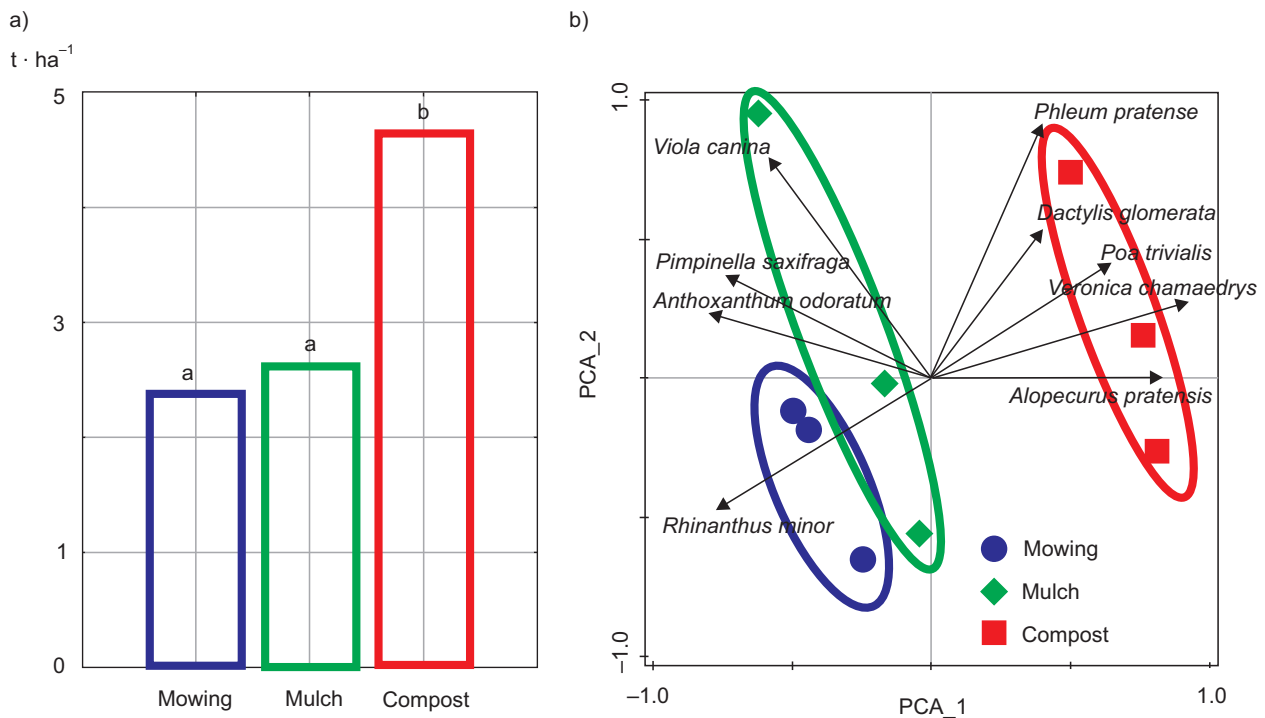 a)
t · ha⁻¹
5
3
1
0
a
a
b
Mowing
Mulch
Compost
b)
PCA_2
1.0
–1.0
–1.0
1.0
PCA_1
Phleum pratense
Viola canina
Dactylis glomerata
Poa trivialis
Pimpinella saxifraga
Veronica chamaedrys
Anthoxanthum odoratum
Alopecurus pratensis
Rhinanthus minor
Mowing
Mulch
Compost